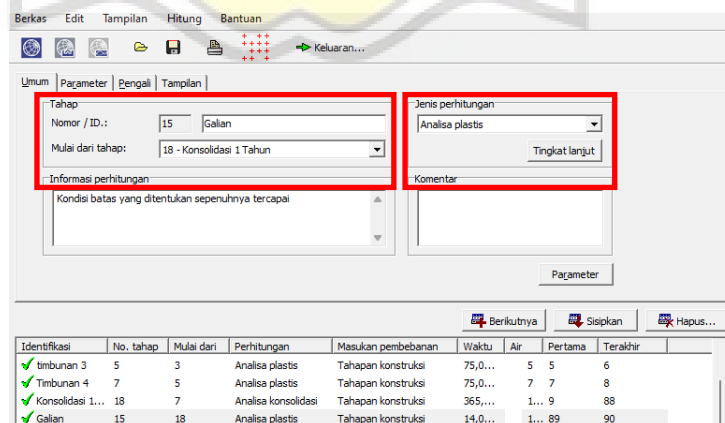 Berkas Edit Tampilan Hitung Bantuan
Keluaran...
Umum Parameter Pengali Tampilan
Tahap Jenis perhitungan
Nomor / ID.: 15 Galian Analisa plastis
Mulai dari tahap: 18 - Konsolidasi 1 Tahun Tingkat lanjut
Informasi perhitungan Komentar
Kondisi batas yang ditentukan sepenuhnya tercapai
Parameter
Berikutnya Sisipkan Hapus...
Identifikasi No. tahap Mulai dari Perhitungan Masukan pembebanan Waktu Air Pertama Terakhir
timbunan 3 5 3 Analisa plastis Tahapan konstruksi 75,0... 5 5 6
Timbunan 4 7 5 Analisa plastis Tahapan konstruksi 75,0... 7 7 8
Konsolidasi 1... 18 7 Analisa konsolidasi Tahapan konstruksi 365,... 1... 9 88
Galian 15 18 Analisa plastis Tahapan konstruksi 14,0... 1... 89 90